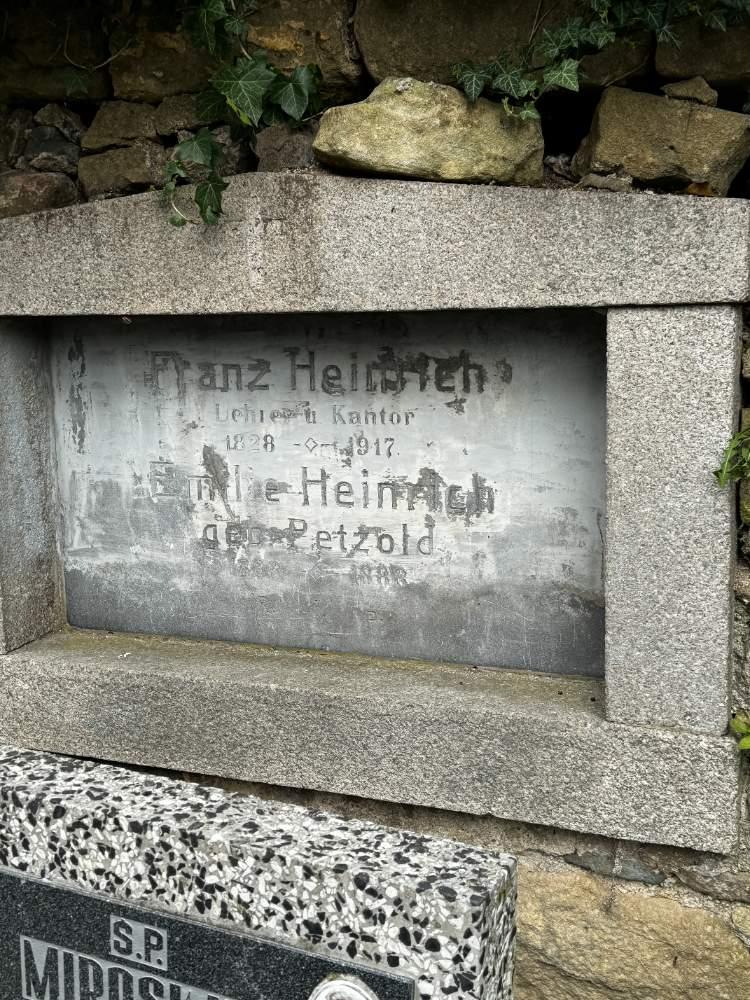 Franz Heinrich
Lehrer u Kantor
1828 1917
Emilie Heinrich
geb Petzold
S.P.